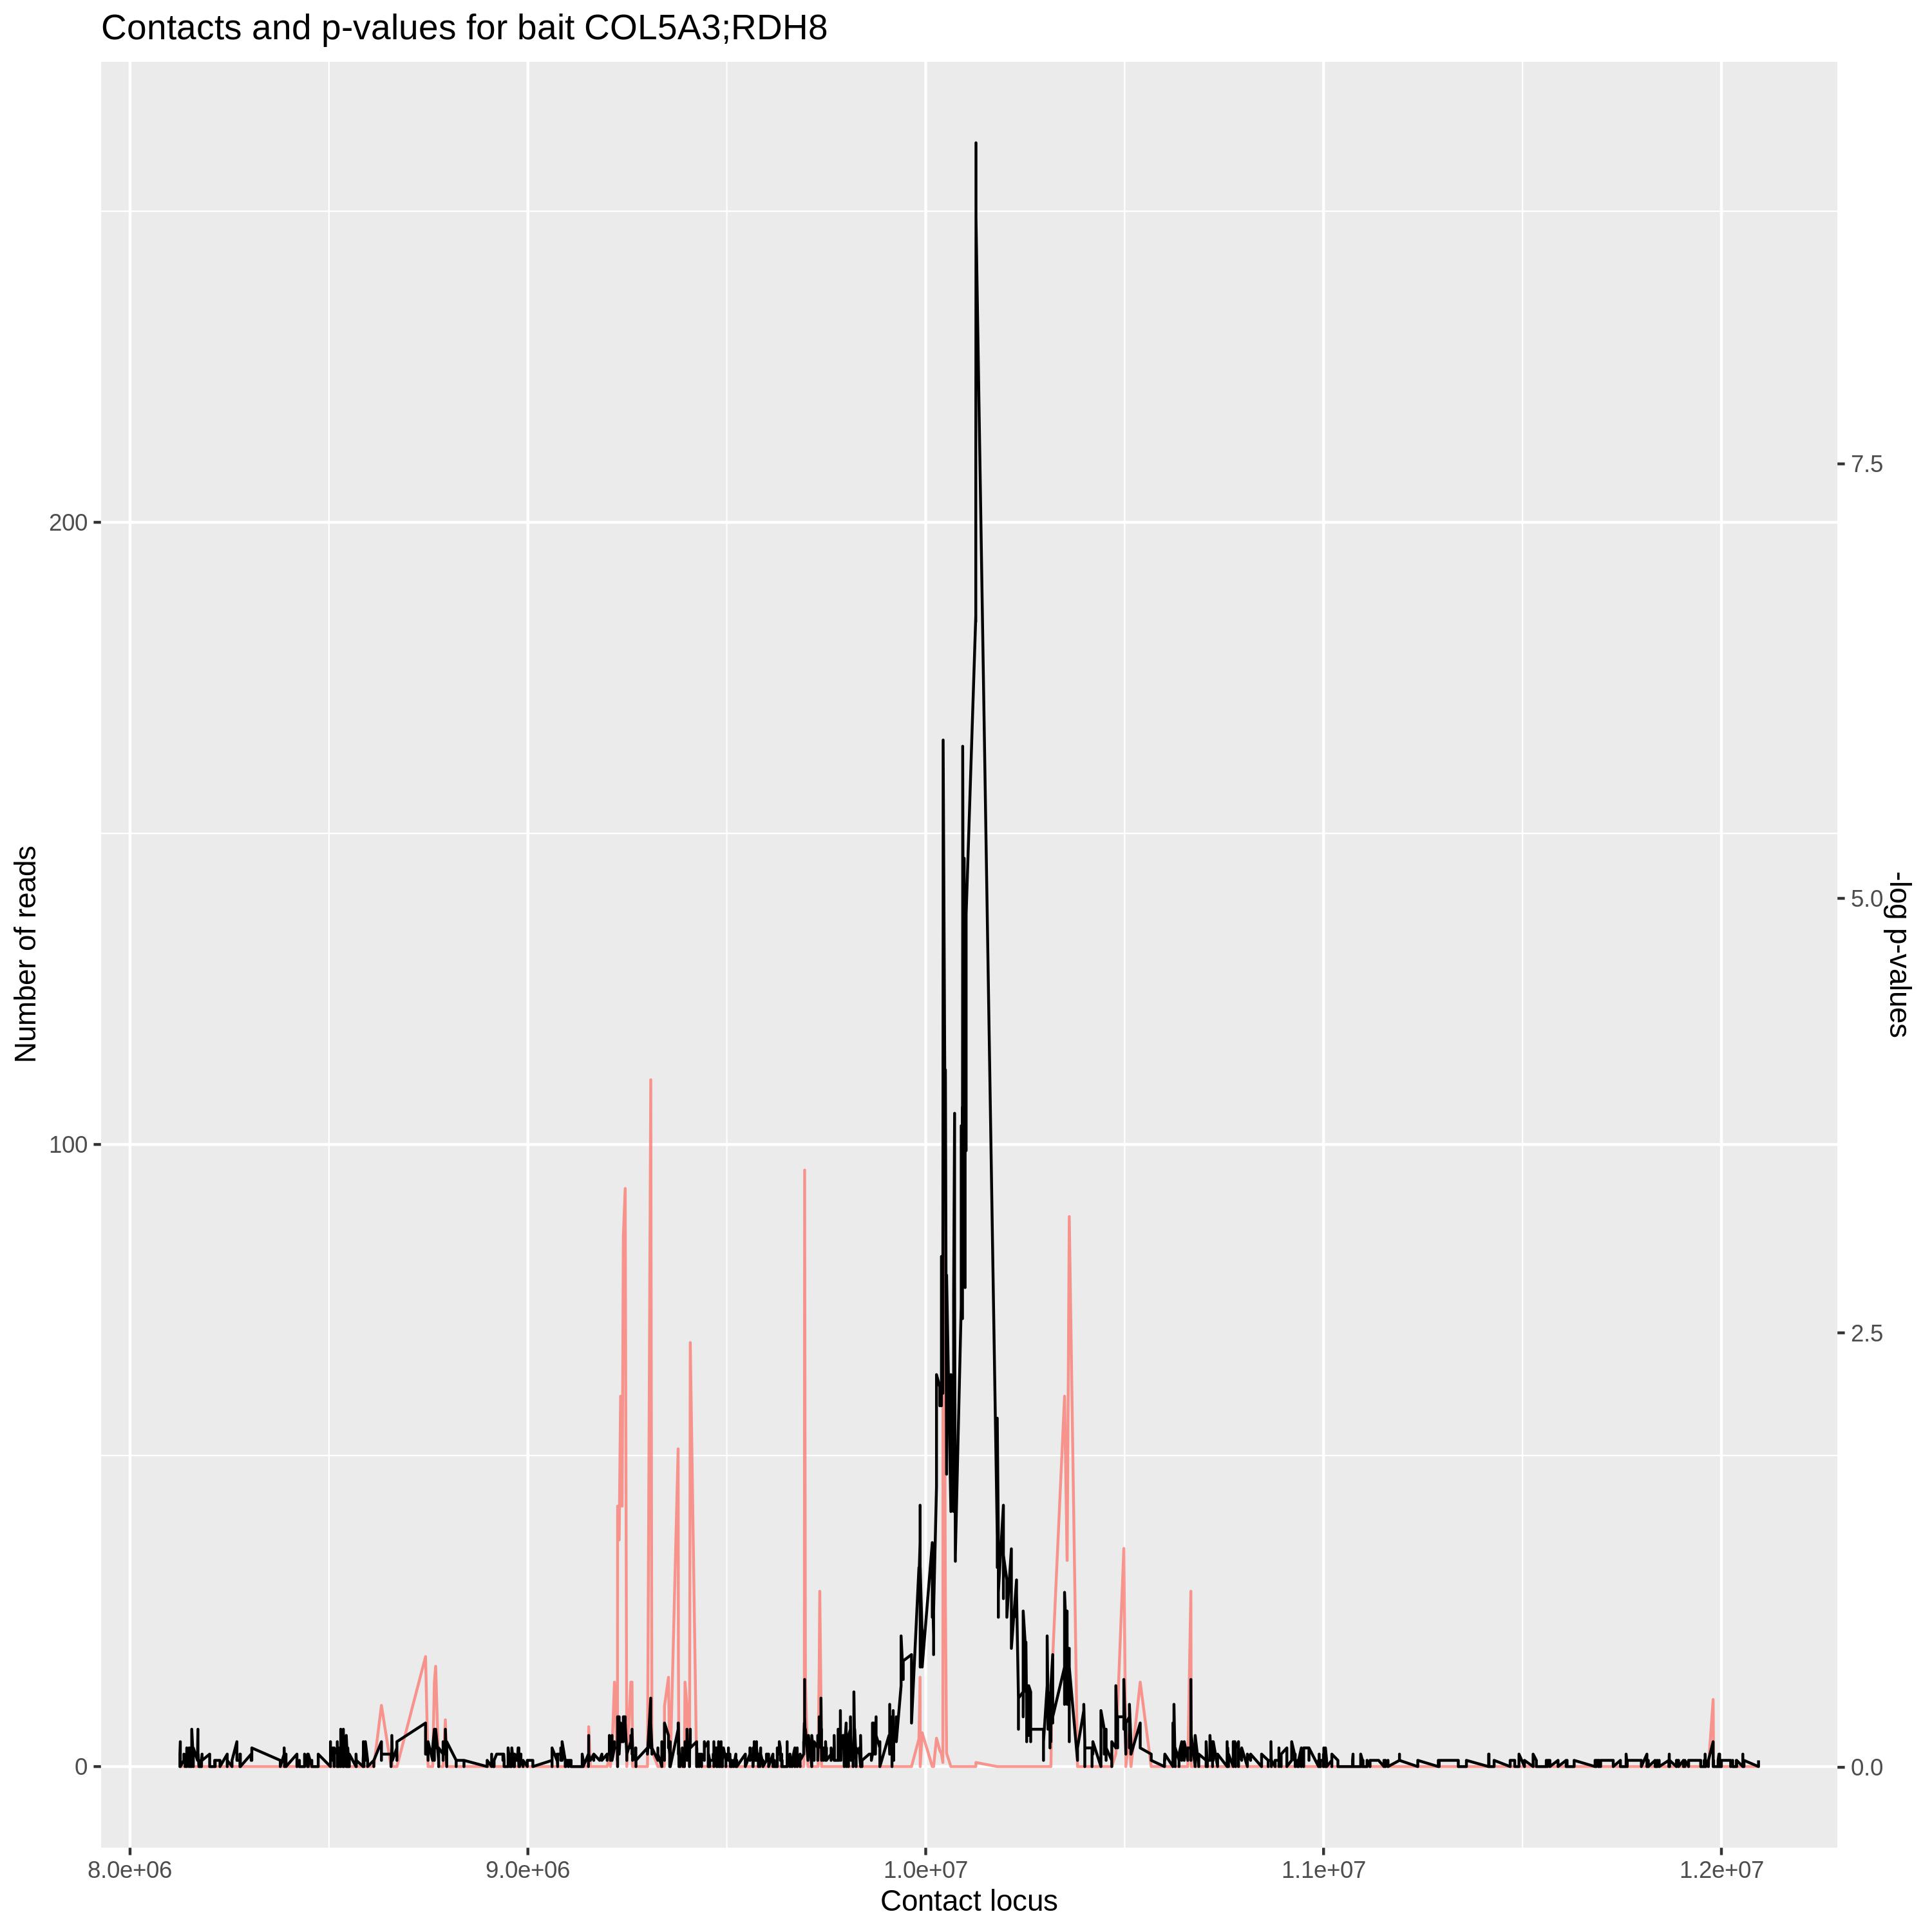 Contacts and p-values for bait COL5A3;RDH8
Number of reads
200
100
0
7.5
5.0
2.5
0.0
-log p-values
8.0e+06 9.0e+06 1.0e+07 1.1e+07 1.2e+07
Contact locus